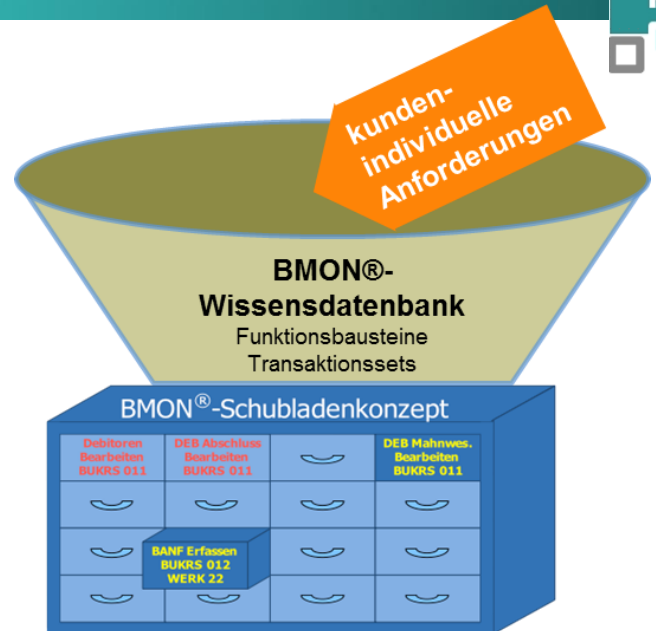 kunden-
individuelle
Anforderungen
BMON®-
Wissensdatenbank
Funktionsbausteine
Transaktionssets
BMON®-Schubladenkonzept
Debitoren
Bearbeiten
BUKRS 011
DEB Abschluss
Bearbeiten
BUKRS 011
DEB Mahnwes.
Bearbeiten
BUKRS 011
BANF Erfassen
BUKRS 012
WERK 22